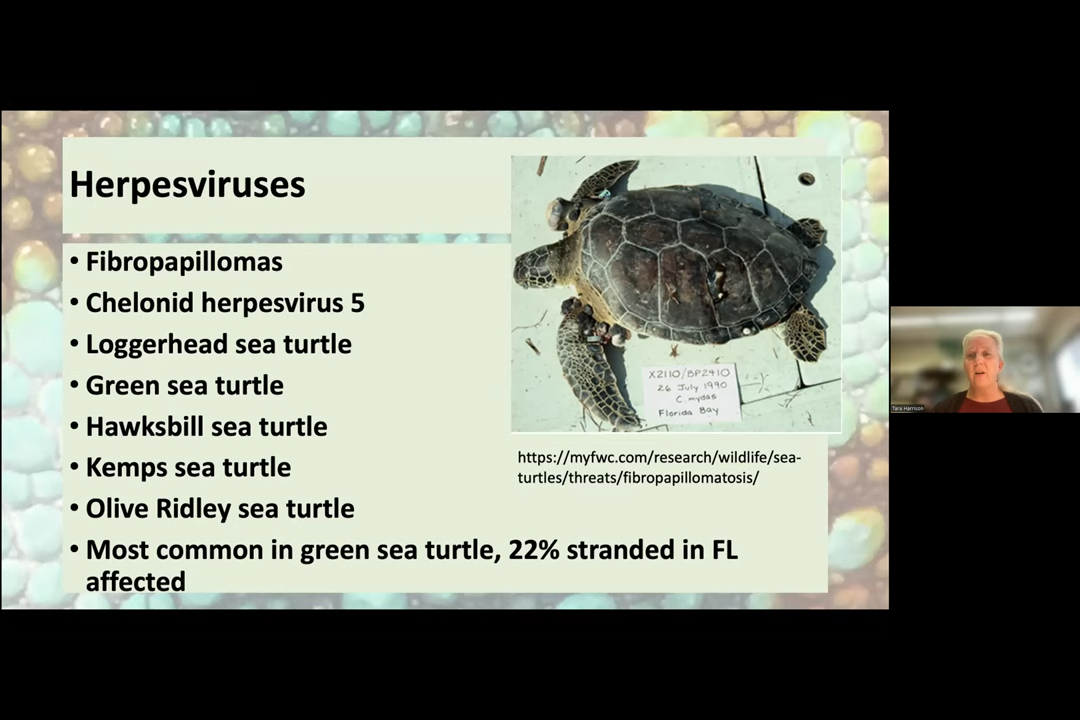 Herpesviruses
• Fibropapillomas
• Chelonid herpesvirus 5
• Loggerhead sea turtle
• Green sea turtle
• Hawksbill sea turtle
• Kemps sea turtle
• Olive Ridley sea turtle
• Most common in green sea turtle, 22% stranded in FL
affected
X2110/BP2410
26 July 1990
C. mydas
Florida Bay
https://myfwc.com/research/wildlife/sea-
turtles/threats/fibropapillomatosis/
Tara Harrison